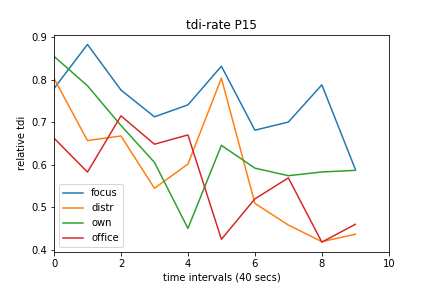 tdi-rate P15
0.9
0.8
0.7
0.6
0.5
0.4
relative tdi
focus
distr
own
office
0 2 4 6 8 10
time intervals (40 secs)